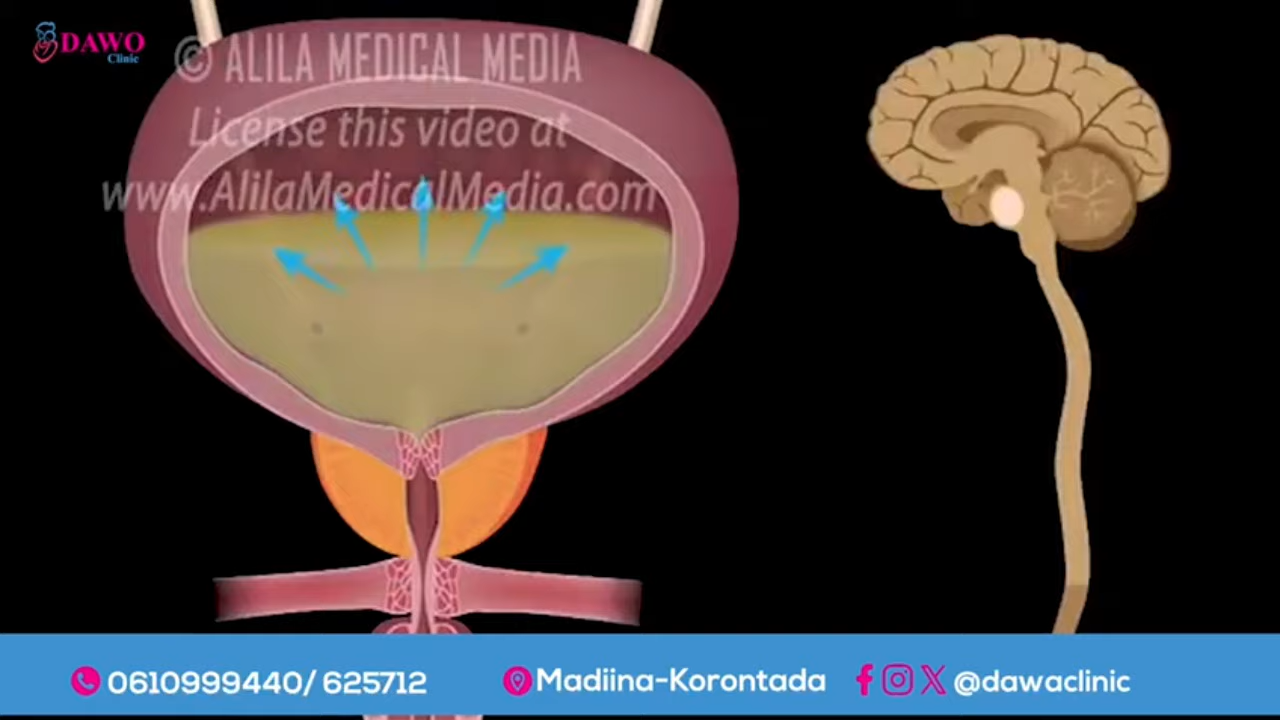 DAWO
Clinic
© ALILA MEDICAL MEDIA
License this video at
www.AlilaMedicalMedia.com
0610999440/ 625712
Madiina-Korontada
@dawaclinic